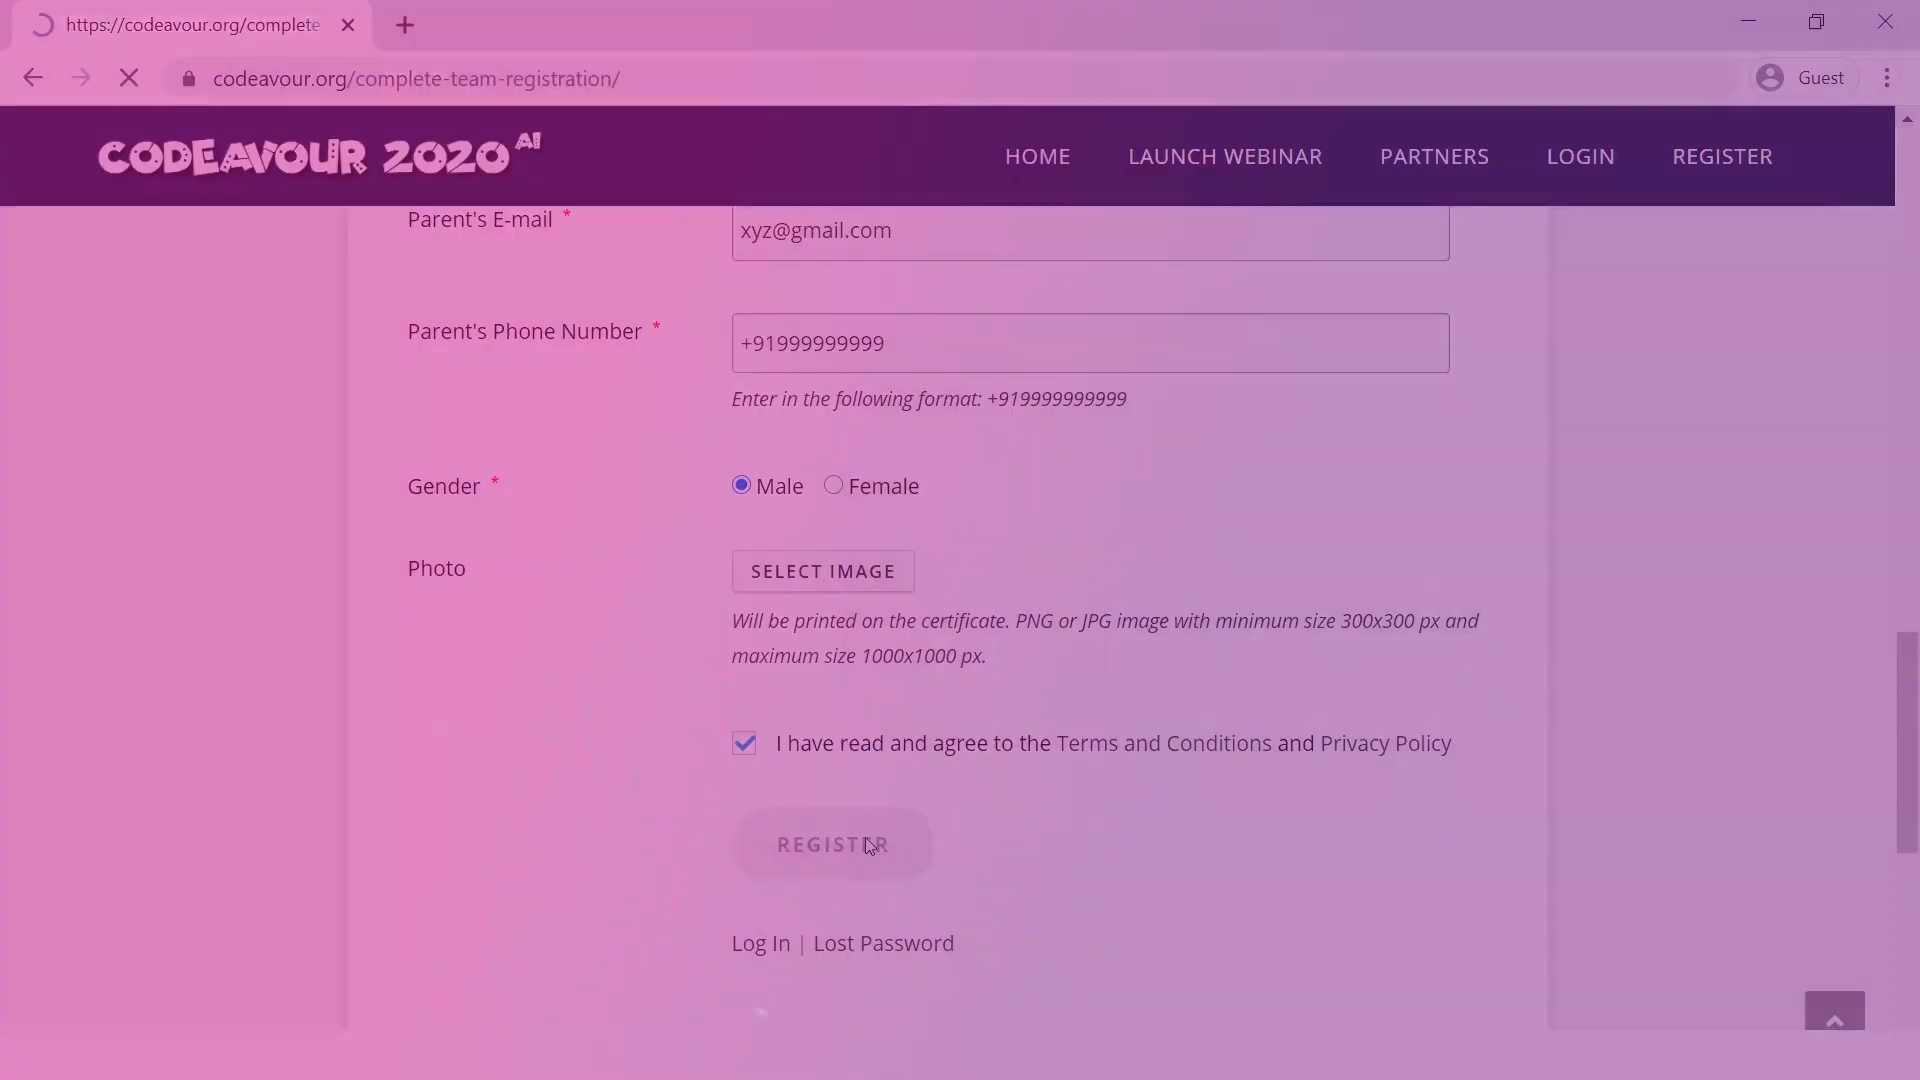 https://codeavour.org/complete
codeavour.org/complete-team-registration/
Guest
CODEAVOUR 2020 AI
HOME
LAUNCH WEBINAR
PARTNERS
LOGIN
REGISTER
Parent's E-mail *
xyz@gmail.com
Parent's Phone Number *
+91999999999
Enter in the following format: +919999999999
Gender *
Male
Female
Photo
SELECT IMAGE
Will be printed on the certificate. PNG or JPG image with minimum size 300x300 px and
maximum size 1000x1000 px.
I have read and agree to the Terms and Conditions and Privacy Policy
REGISTER
Log In | Lost Password